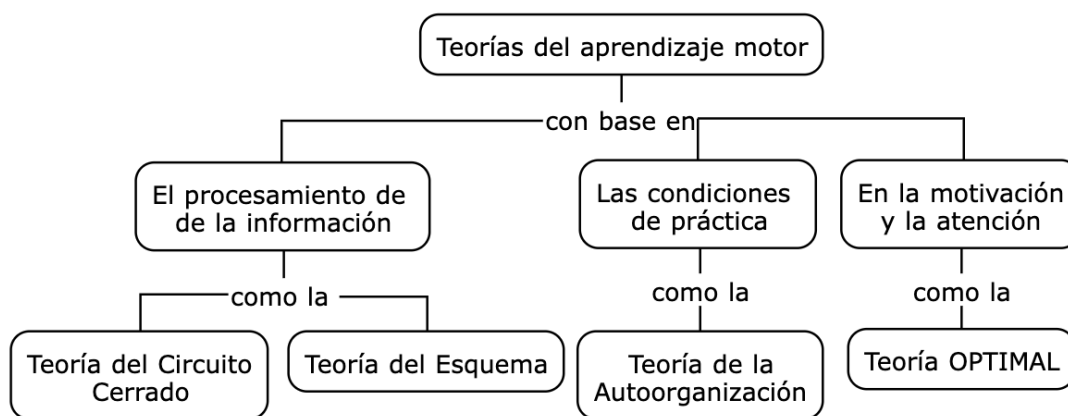 Teorías del aprendizaje motor
con base en
El procesamiento de
de la información
Las condiciones
de práctica
En la motivación
y la atención
como la
como la
como la
Teoría del Circuito
Cerrado
Teoría del Esquema
Teoría de la
Autoorganización
Teoría OPTIMAL